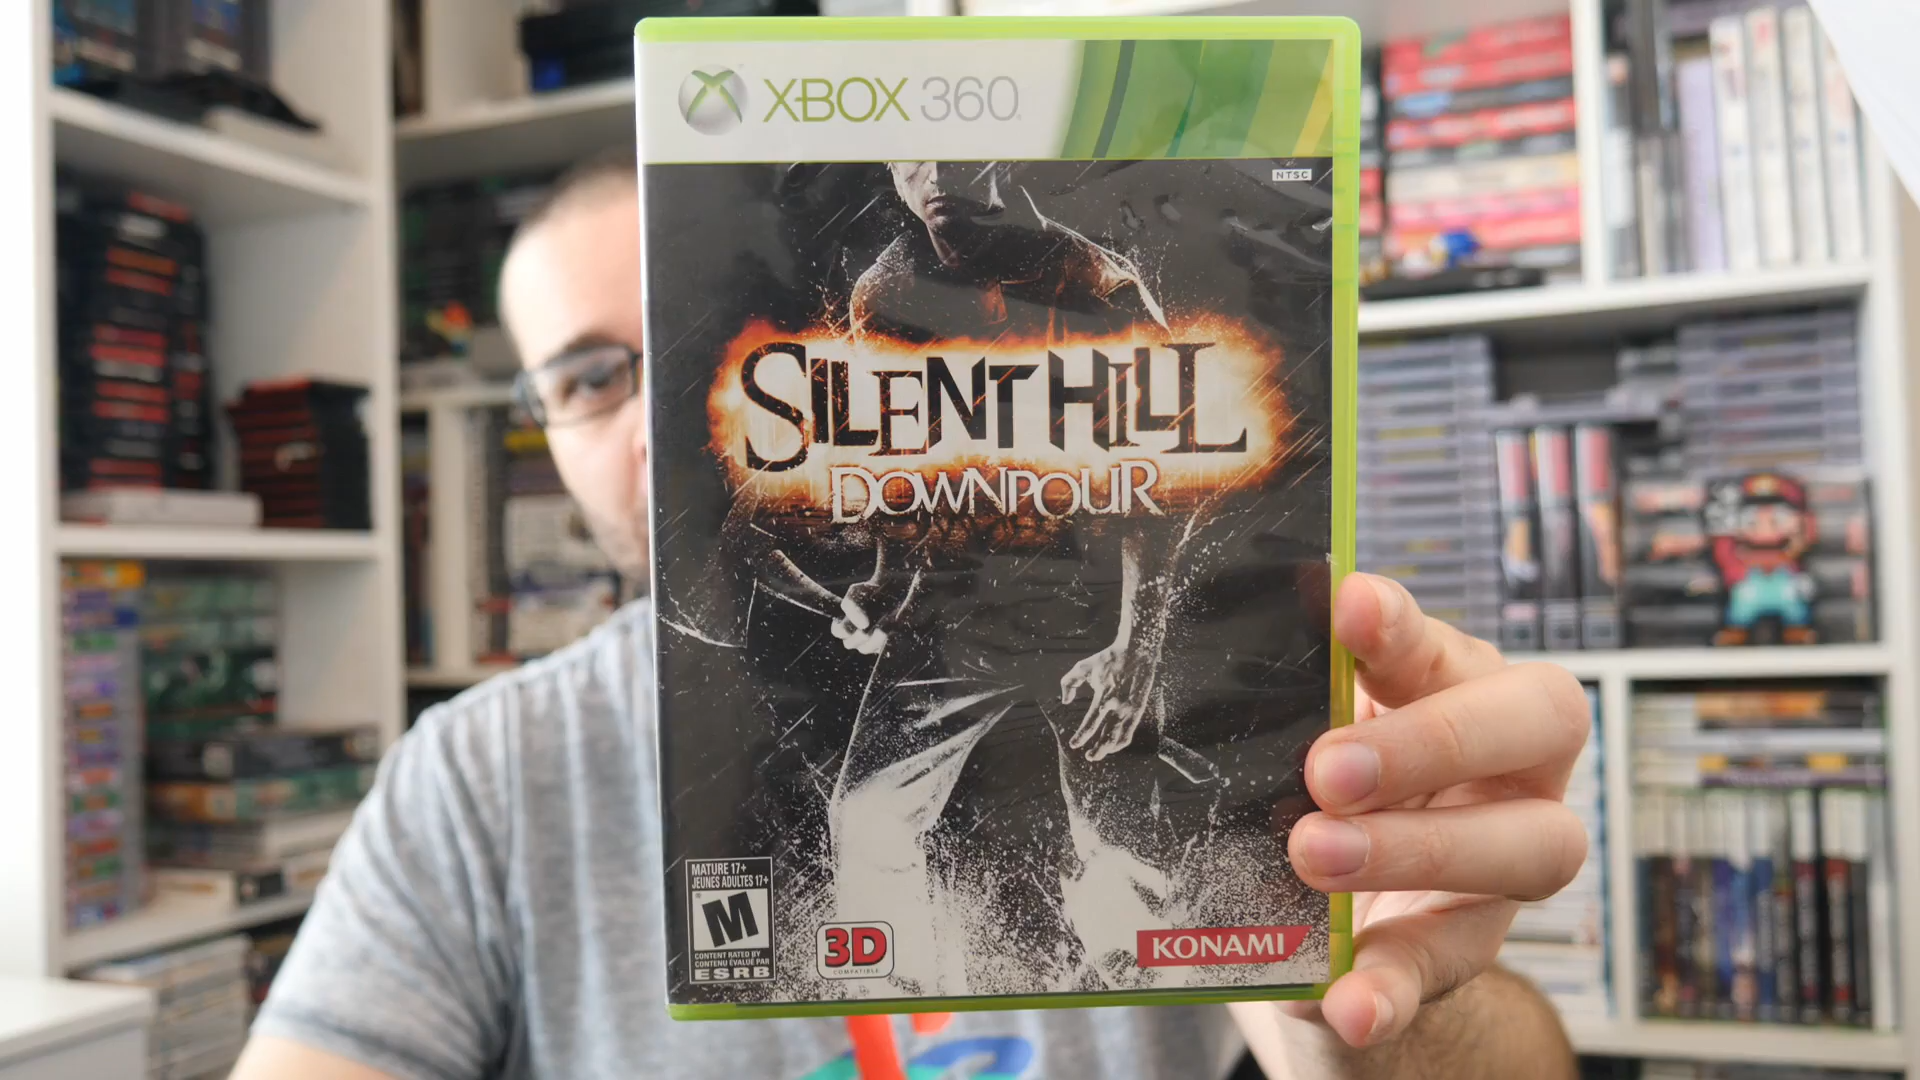 XBOX 360
NTSC
SILENT HILL
DOWNPOUR
MATURE 17+
JEUNES ADULTES 17+
M
CONTENT RATED BY
CONTENU ÉVALUÉ PAR
ESRB
3D
COMPATIBLE
KONAMI